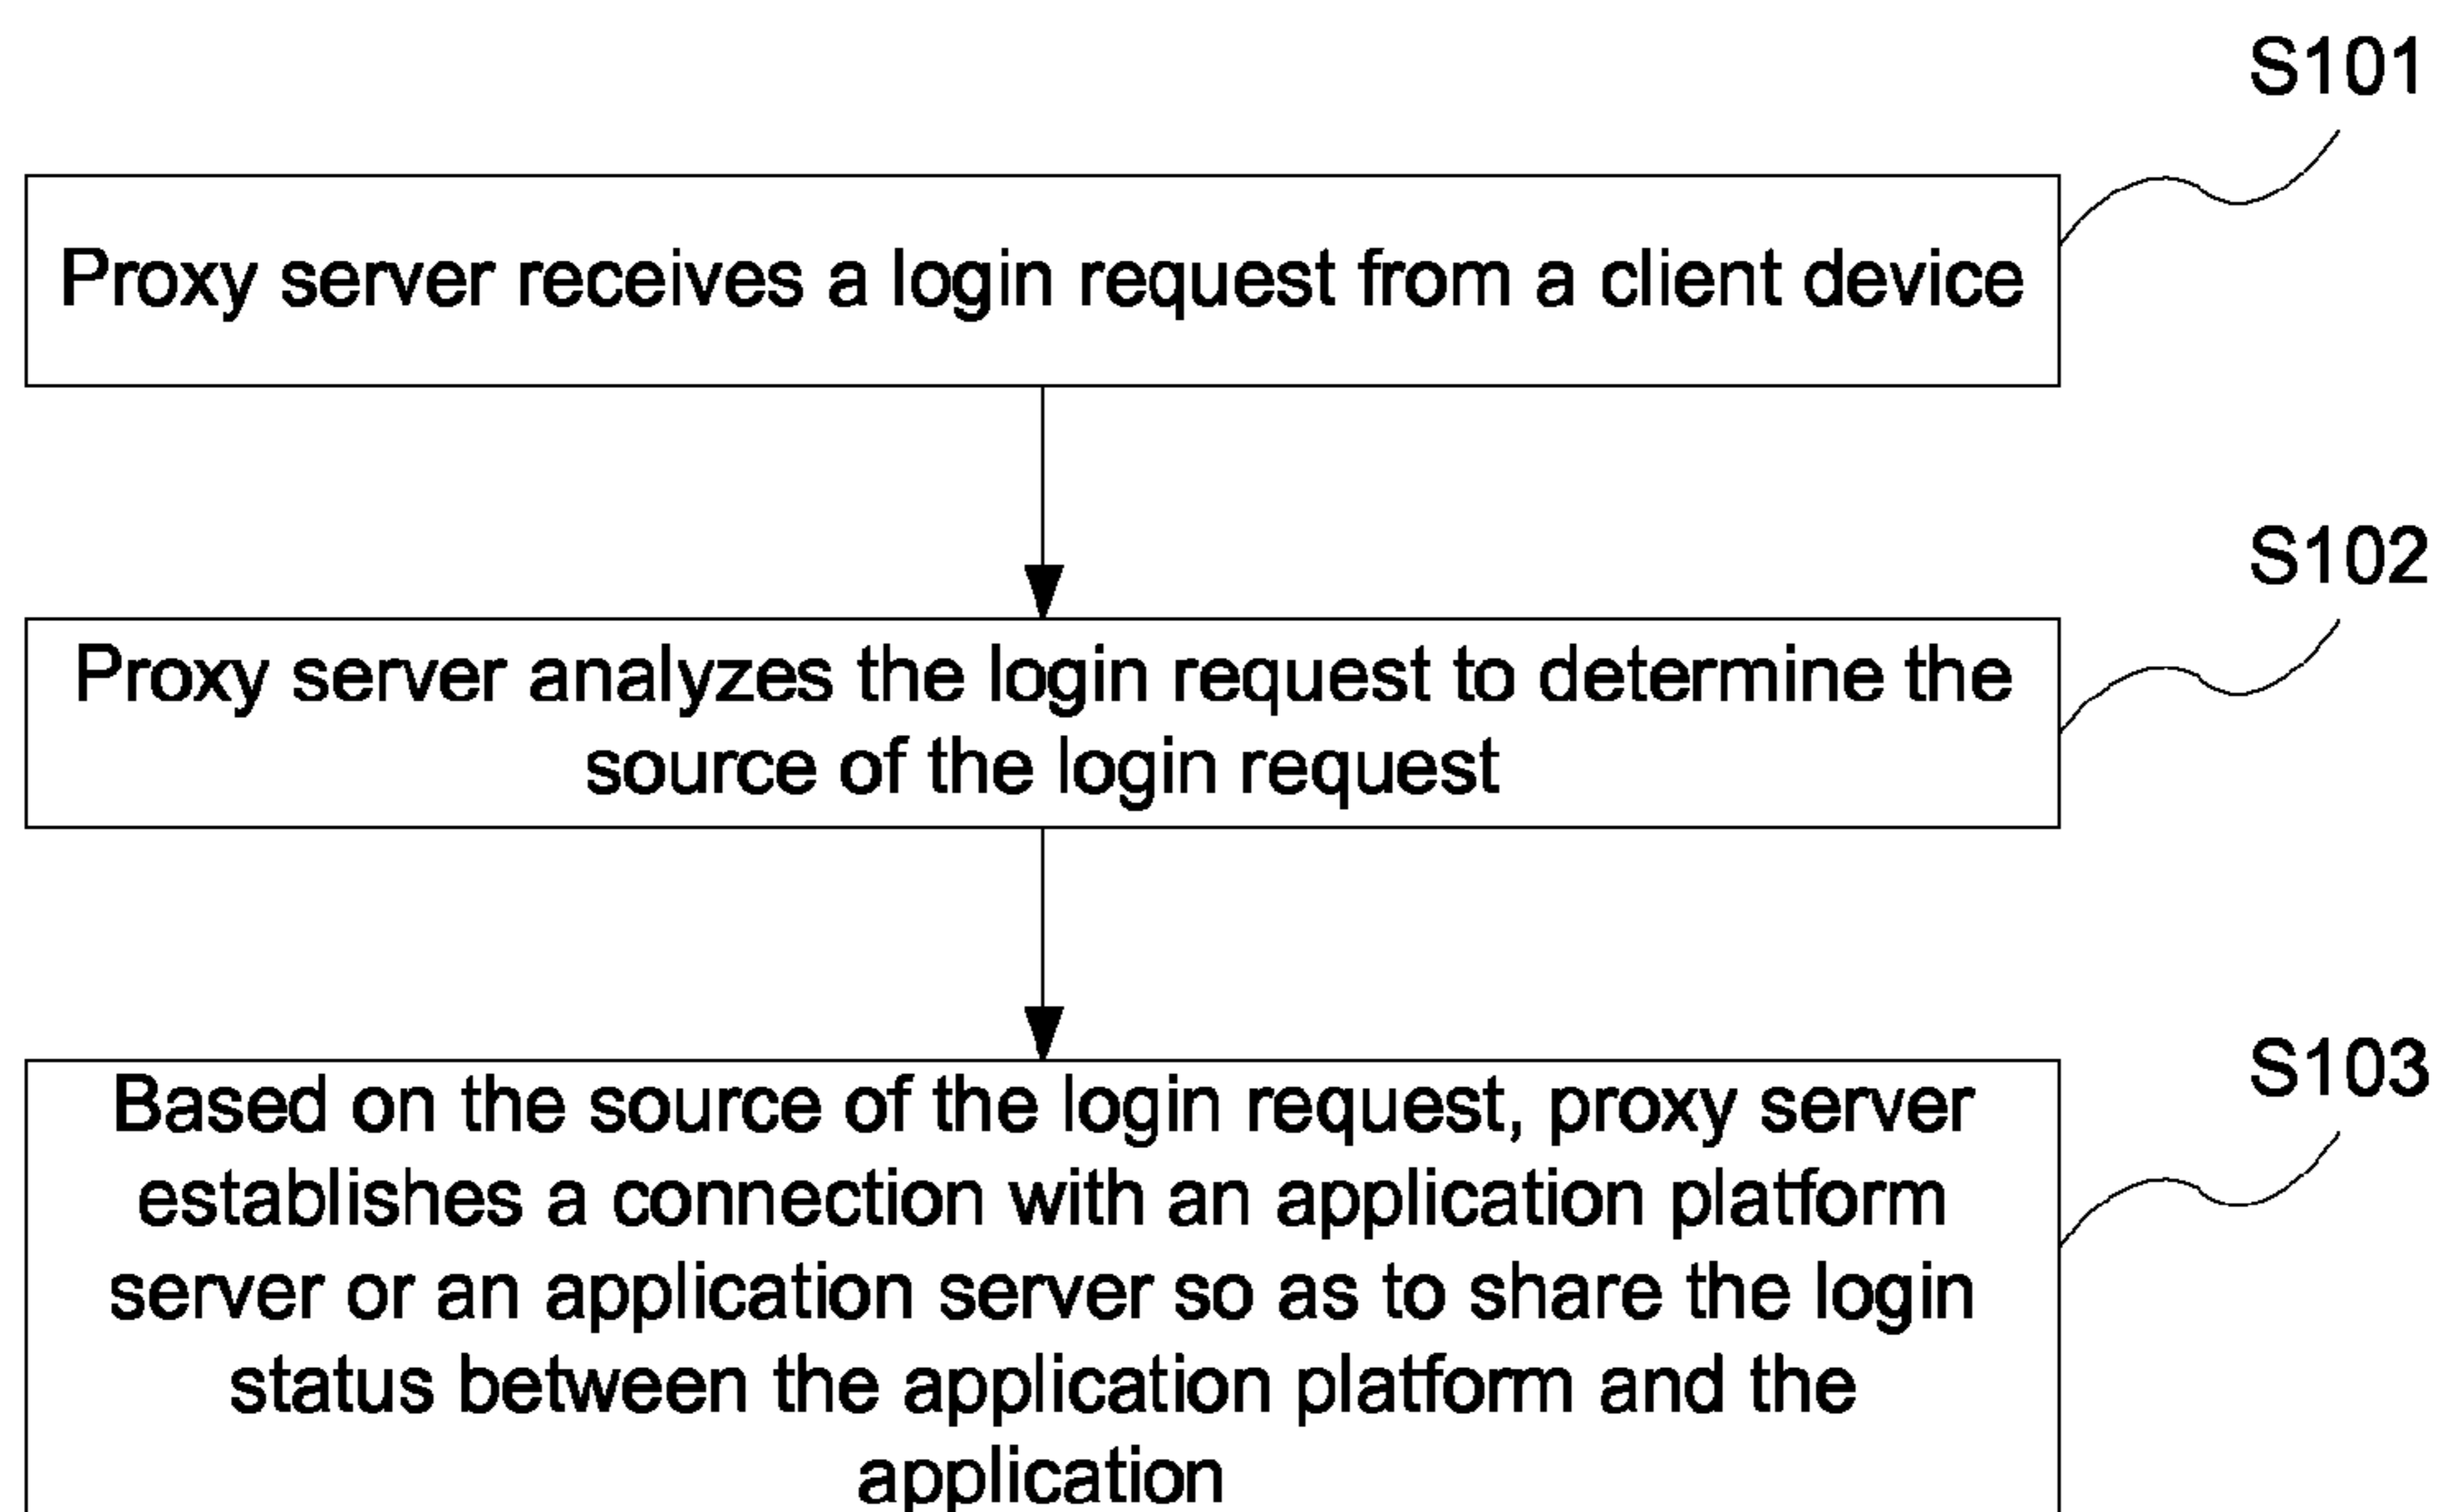 S101
Proxy server receives a login request from a client device
S102
Proxy server analyzes the login request to determine the
source of the login request
S103
Based on the source of the login request, proxy server
establishes a connection with an application platform
server or an application server so as to share the login
status between the application platform and the
application